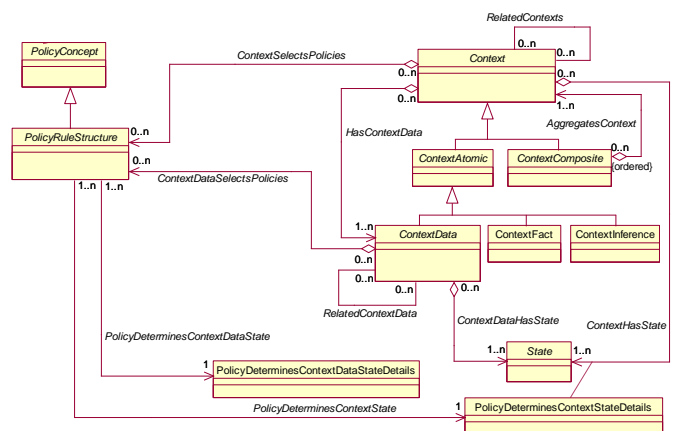 RelatedContexts
PolicyConcept
ContextSelectsPolicies
0..n
0..n
Context
0..n
0..n
0..n
1..n
HasContextData
AggregatesContext
0..n
PolicyRuleStructure
0..n
0..n
{ordered}
ContextAtomic
ContextComposite
ContextDataSelectsPolicies
1..n
1..n
1..n
ContextData
ContextFact
ContextInference
0..n
0..n
0..n
0..n
RelatedContextData
ContextDataHasState
ContextHasState
PolicyDeterminesContextDataState
1..n
State
1..n
1
PolicyDeterminesContextDataStateDetails
PolicyDeterminesContextState
1
PolicyDeterminesContextStateDetails